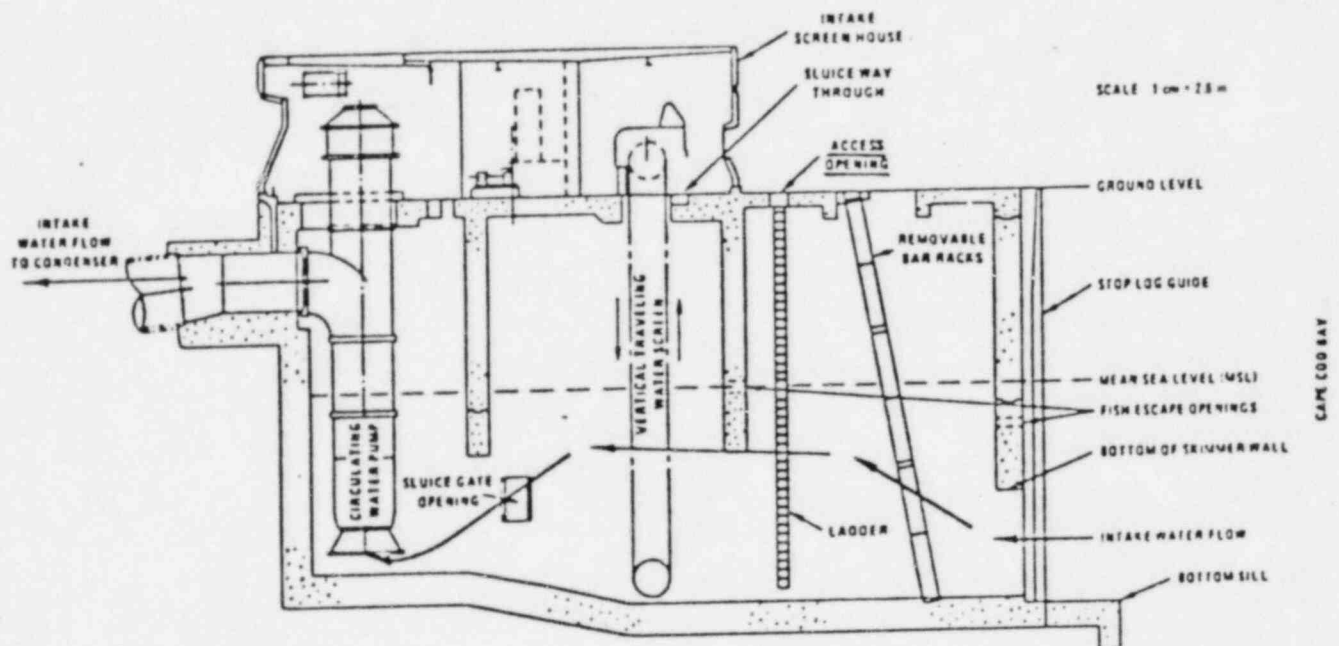 INTAKE
SCREEN HOUSE
SLUICE WAY
THROUGH
SCALE 1 cm = 2.8 m
ACCESS
OPENING
GROUND LEVEL
INTAKE
WATER FLOW
TO CONDENSER
REMOVABLE
BAR RACKS
STOP LOG GUIDE
VERTICAL TRAVELING
WATER SCREEN
MEAN SEA LEVEL (MSL)
FISH ESCAPE OPENINGS
CAPE COD BAY
BOTTOM OF SKIMMER WALL
CIRCULATING
WATER PUMP
SLUICE GATE
OPENING
LADDER
INTAKE WATER FLOW
BOTTOM SILL